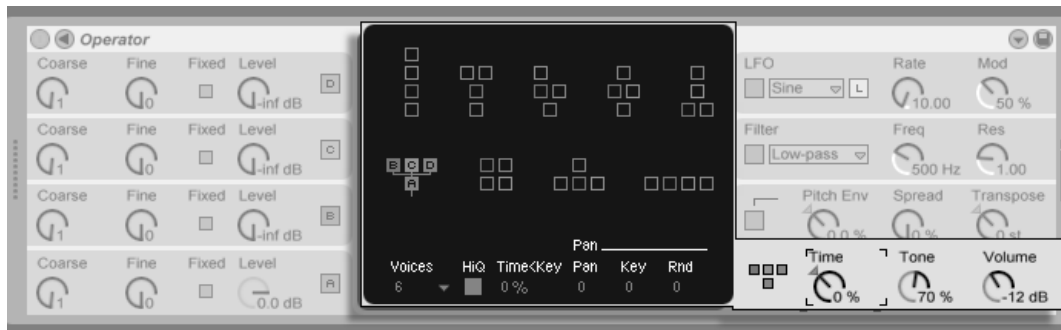 Operator
Coarse Fine Fixed Level
1 0 -inf dB D
Coarse Fine Fixed Level
1 0 -inf dB C
Coarse Fine Fixed Level
1 0 -inf dB B
Coarse Fine Fixed Level
1 0 0.0 dB A
B C D
A
Pan
Voices HiQ Time<Key Pan Key Rnd
6 0 % 0 0 0
LFO Rate Mod
Sine L 10.00 50 %
Filter Freq Res
Low-pass 500 Hz 1.00
Pitch Env Spread Transpose
0.0 % 0 % 0 st
Time Tone Volume
0 % 70 % -12 dB